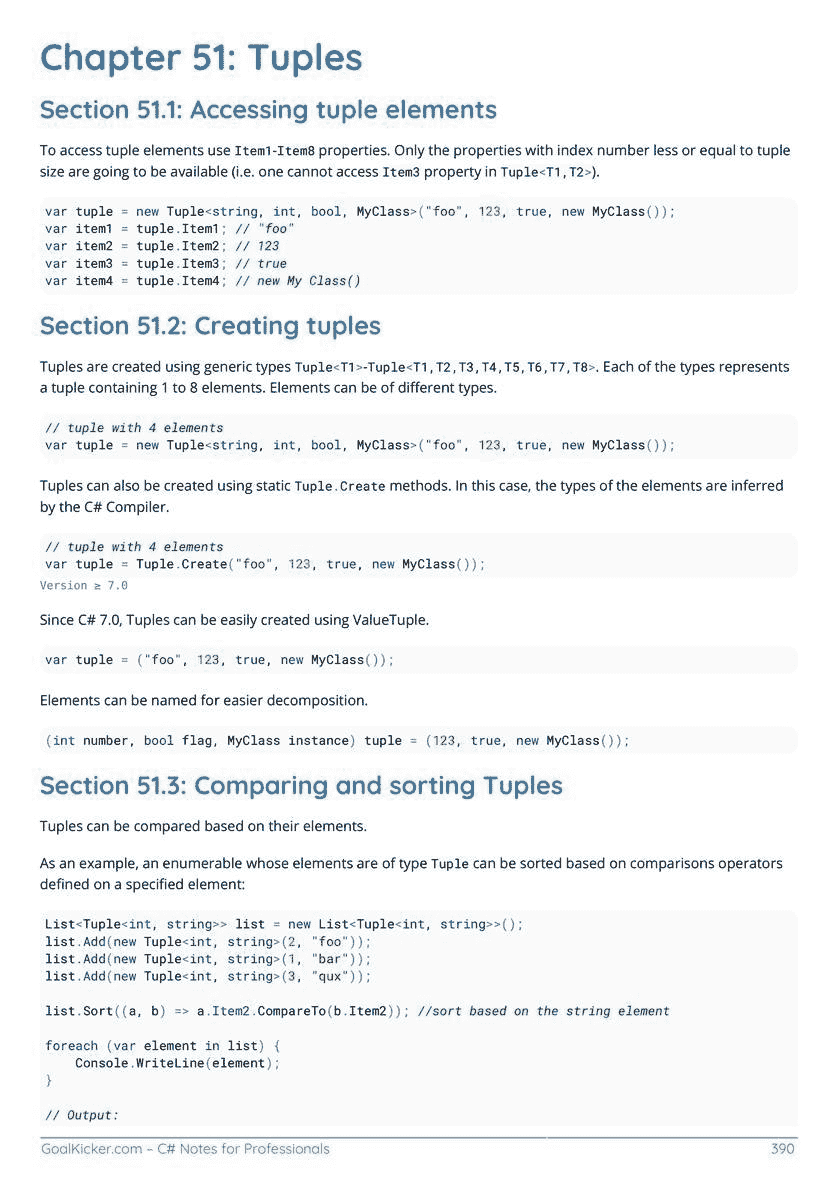 Chapter 51: Tuples
Section 51.1: Accessing tuple elements
To access tuple elements use Item1-Item8 properties. Only the properties with index number less or equal to tuple
size are going to be available (i.e. one cannot access Item3 property in Tuple<T1,T2>).
var tuple = new Tuple<string, int, bool, MyClass>("foo", 123, true, new MyClass());
var item1 = tuple.Item1; // "foo"
var item2 = tuple.Item2; // 123
var item3 = tuple.Item3; // true
var item4 = tuple.Item4; // new My Class()
Section 51.2: Creating tuples
Tuples are created using generic types Tuple<T1>-Tuple<T1,T2,T3,T4,T5,T6,T7,T8>. Each of the types represents
a tuple containing 1 to 8 elements. Elements can be of different types.
// tuple with 4 elements
var tuple = new Tuple<string, int, bool, MyClass>("foo", 123, true, new MyClass());
Tuples can also be created using static Tuple.Create methods. In this case, the types of the elements are inferred
by the C# Compiler.
// tuple with 4 elements
var tuple = Tuple.Create("foo", 123, true, new MyClass());
Version ≥ 7.0
Since C# 7.0, Tuples can be easily created using ValueTuple.
var tuple = ("foo", 123, true, new MyClass());
Elements can be named for easier decomposition.
(int number, bool flag, MyClass instance) tuple = (123, true, new MyClass());
Section 51.3: Comparing and sorting Tuples
Tuples can be compared based on their elements.
As an example, an enumerable whose elements are of type Tuple can be sorted based on comparisons operators
defined on a specified element:
List<Tuple<int, string>> list = new List<Tuple<int, string>>();
list.Add(new Tuple<int, string>(2, "foo"));
list.Add(new Tuple<int, string>(1, "bar"));
list.Add(new Tuple<int, string>(3, "qux"));
list.Sort((a, b) => a.Item2.CompareTo(b.Item2)); //sort based on the string element
foreach (var element in list) {
    Console.WriteLine(element);
}
// Output:
GoalKicker.com – C# Notes for Professionals 390